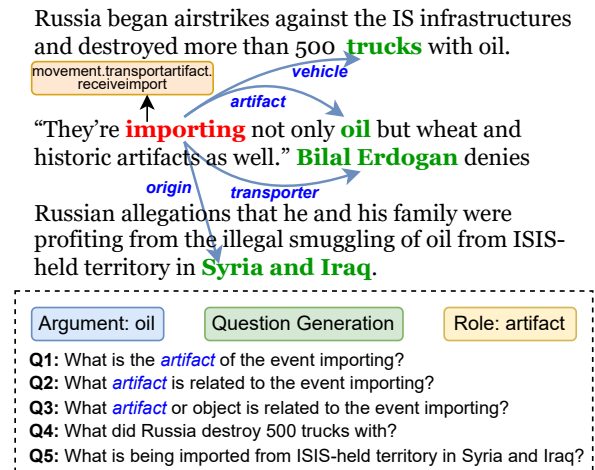 Russia began airstrikes against the IS infrastructures
and destroyed more than 500 trucks with oil.
movement.transportartifact.
receiveimport
vehicle
artifact
“They’re importing not only oil but wheat and
historic artifacts as well.” Bilal Erdogan denies
origin
transporter
Russian allegations that he and his family were
profiting from the illegal smuggling of oil from ISIS-
held territory in Syria and Iraq.
Argument: oil
Question Generation
Role: artifact
Q1: What is the artifact of the event importing?
Q2: What artifact is related to the event importing?
Q3: What artifact or object is related to the event importing?
Q4: What did Russia destroy 500 trucks with?
Q5: What is being imported from ISIS-held territory in Syria and Iraq?